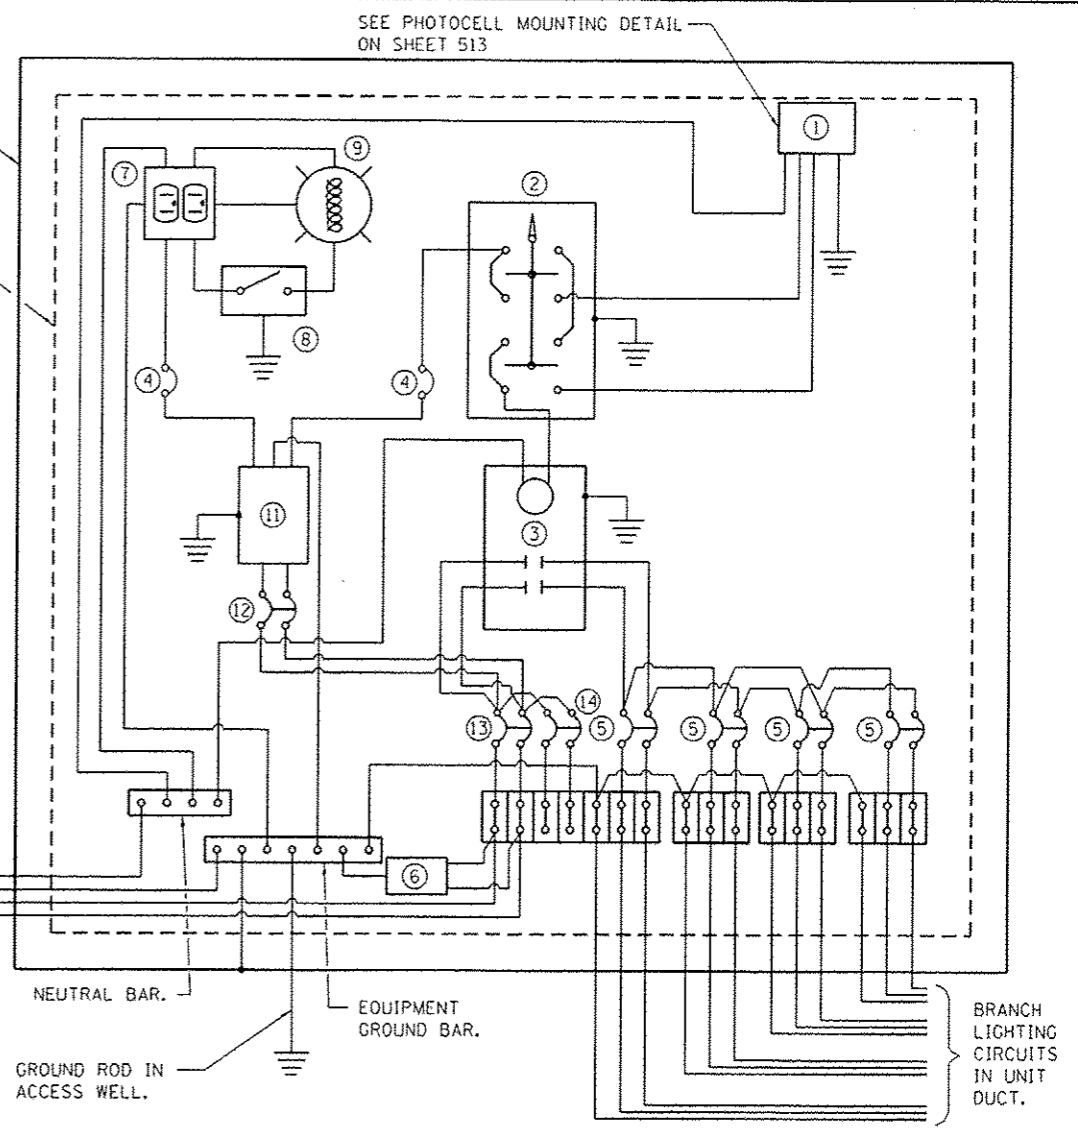 SEE PHOTOCELL MOUNTING DETAIL
ON SHEET 513
1
7
9
2
8
4
4
11
3
12
13
14
5
5
5
5
6
NEUTRAL BAR.
EQUIPMENT
GROUND BAR.
GROUND ROD IN
ACCESS WELL.
BRANCH
LIGHTING
CIRCUITS
IN UNIT
DUCT.